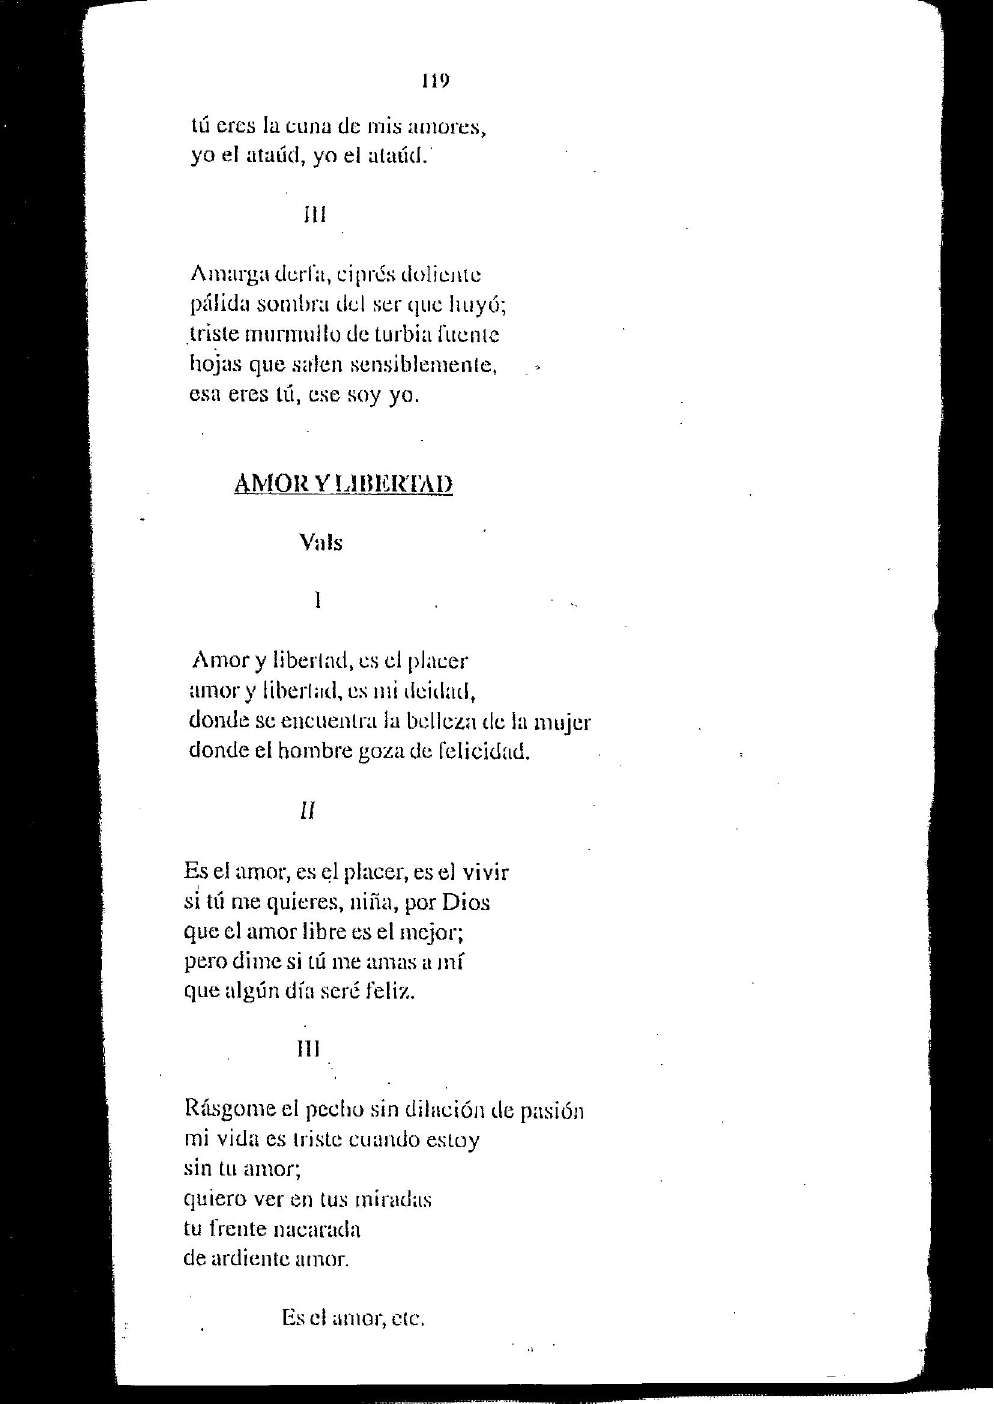 119
tú eres la cuna de mis amores,
yo el ataúd, yo el ataúd.
III
Amarga derfa, ciprés doliente
pálida sombra del ser que huyó;
triste murmullo de turbia fuente
hojas que salen sensiblemente,
esa eres tú, ese soy yo.
AMOR Y LIBERTAD
Vals
I
Amor y libertad, es el placer
amor y libertad, es mi deidad,
donde se encuentra la belleza de la mujer
donde el hombre goza de felicidad.
II
Es el amor, es el placer, es el vivir
si tú me quieres, niña, por Dios
que el amor libre es el mejor;
pero dime si tú me amas a mí
que algún día seré feliz.
III
Rásgome el pecho sin dilación de pasión
mi vida es triste cuando estoy
sin tu amor;
quiero ver en tus miradas
tu frente nacarada
de ardiente amor.
Es el amor, etc.